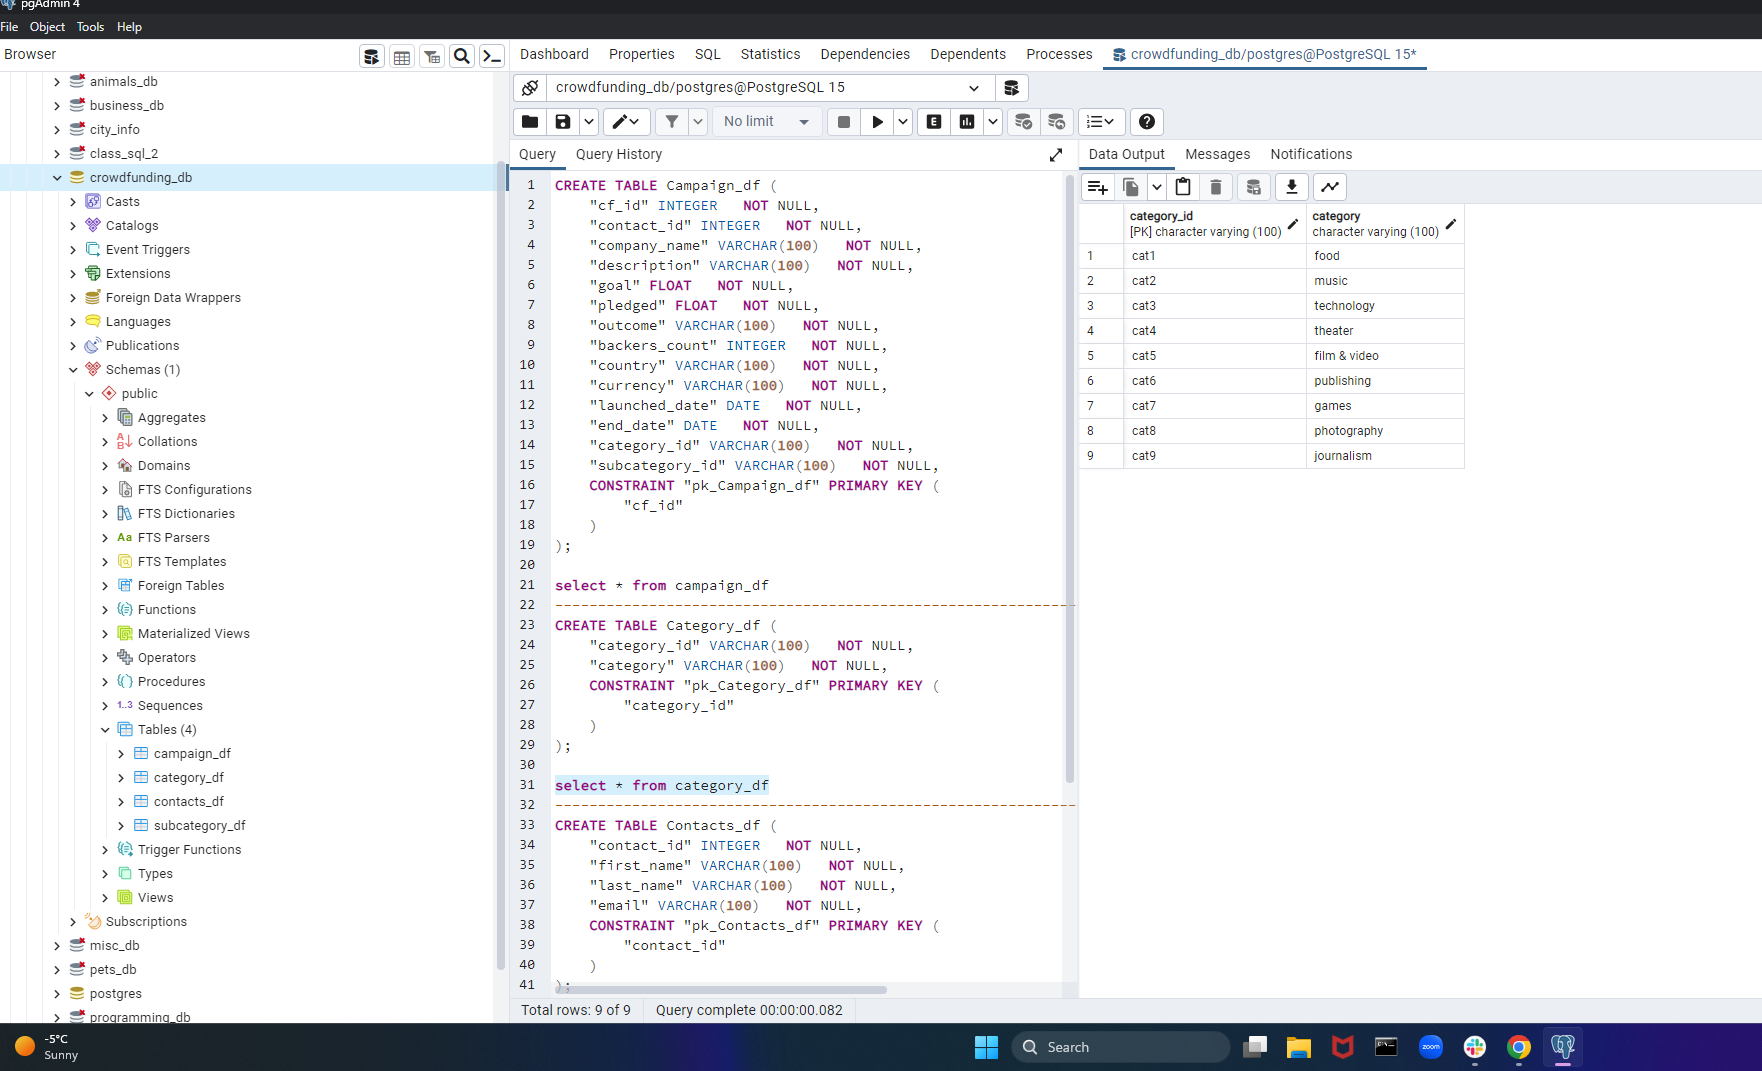 pgAdmin 4
File Object Tools Help
Browser
Dashboard Properties SQL Statistics Dependencies Dependents Processes crowdfunding_db/postgres@PostgreSQL 15*
animals_db
business_db
city_info
class_sql_2
crowdfunding_db
Casts
Catalogs
Event Triggers
Extensions
Foreign Data Wrappers
Languages
Publications
Schemas (1)
public
Aggregates
Collations
Domains
FTS Configurations
FTS Dictionaries
Aa FTS Parsers
FTS Templates
Foreign Tables
Functions
Materialized Views
Operators
Procedures
1..3 Sequences
Tables (4)
campaign_df
category_df
contacts_df
subcategory_df
Trigger Functions
Types
Views
Subscriptions
misc_db
pets_db
postgres
programming_db
crowdfunding_db/postgres@PostgreSQL 15
No limit
E
Query Query History
1 CREATE TABLE Campaign_df (
2 "cf_id" INTEGER   NOT NULL,
3 "contact_id" INTEGER   NOT NULL,
4 "company_name" VARCHAR(100)   NOT NULL,
5 "description" VARCHAR(100)   NOT NULL,
6 "goal" FLOAT   NOT NULL,
7 "pledged" FLOAT   NOT NULL,
8 "outcome" VARCHAR(100)   NOT NULL,
9 "backers_count" INTEGER   NOT NULL,
10 "country" VARCHAR(100)   NOT NULL,
11 "currency" VARCHAR(100)   NOT NULL,
12 "launched_date" DATE   NOT NULL,
13 "end_date" DATE   NOT NULL,
14 "category_id" VARCHAR(100)   NOT NULL,
15 "subcategory_id" VARCHAR(100)   NOT NULL,
16 CONSTRAINT "pk_Campaign_df" PRIMARY KEY (
17 "cf_id"
18 )
19 );
20
21 select * from campaign_df
22 -------------------------------------------------------------
23 CREATE TABLE Category_df (
24 "category_id" VARCHAR(100)   NOT NULL,
25 "category" VARCHAR(100)   NOT NULL,
26 CONSTRAINT "pk_Category_df" PRIMARY KEY (
27 "category_id"
28 )
29 );
30
31 select * from category_df
32 -------------------------------------------------------------
33 CREATE TABLE Contacts_df (
34 "contact_id" INTEGER   NOT NULL,
35 "first_name" VARCHAR(100)   NOT NULL,
36 "last_name" VARCHAR(100)   NOT NULL,
37 "email" VARCHAR(100)   NOT NULL,
38 CONSTRAINT "pk_Contacts_df" PRIMARY KEY (
39 "contact_id"
40 )
41 );
Total rows: 9 of 9 Query complete 00:00:00.082
Data Output Messages Notifications
category_id category
[PK] character varying (100) character varying (100)
1 cat1 food
2 cat2 music
3 cat3 technology
4 cat4 theater
5 cat5 film & video
6 cat6 publishing
7 cat7 games
8 cat8 photography
9 cat9 journalism
-5°C
Sunny
Search
zoom